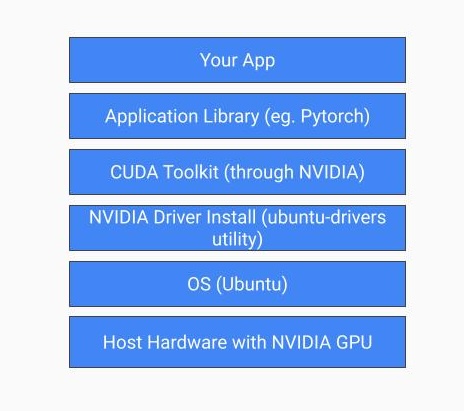 Your App
Application Library (eg. Pytorch)
CUDA Toolkit (through NVIDIA)
NVIDIA Driver Install (ubuntu-drivers
utility)
OS (Ubuntu)
Host Hardware with NVIDIA GPU